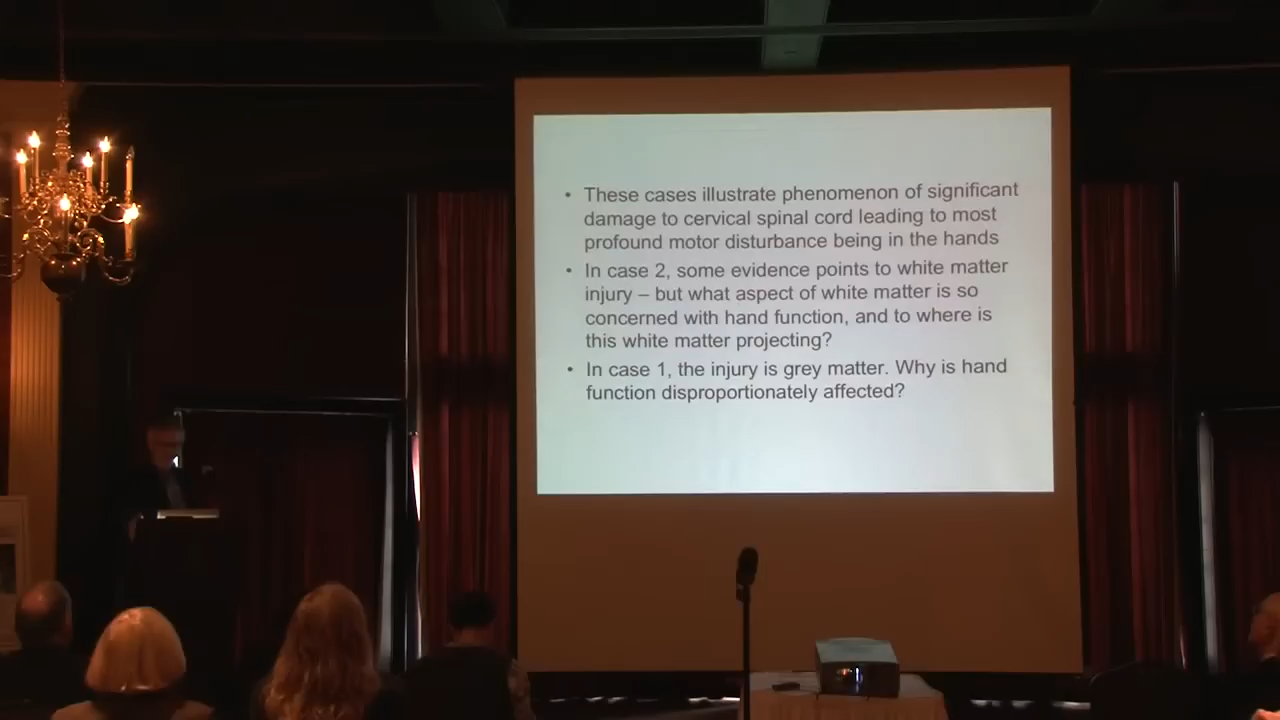 • These cases illustrate phenomenon of significant
damage to cervical spinal cord leading to most
profound motor disturbance being in the hands
• In case 2, some evidence points to white matter
injury – but what aspect of white matter is so
concerned with hand function, and to where is
this white matter projecting?
• In case 1, the injury is grey matter. Why is hand
function disproportionately affected?